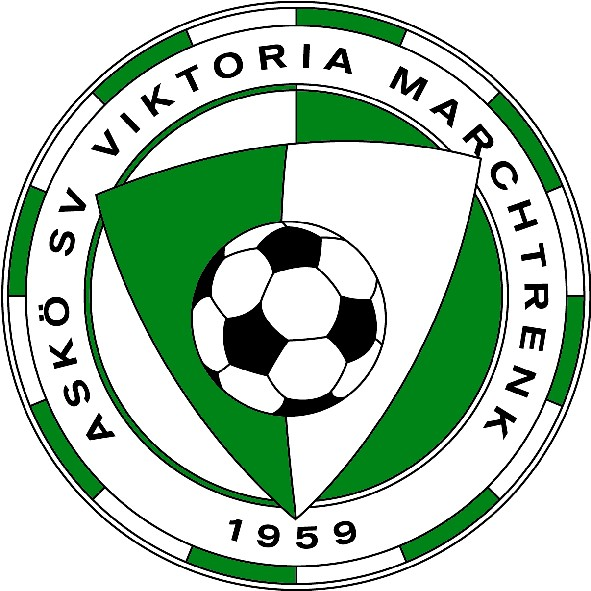 ASKÖ SV VIKTORIA MARCHTRENK
1959